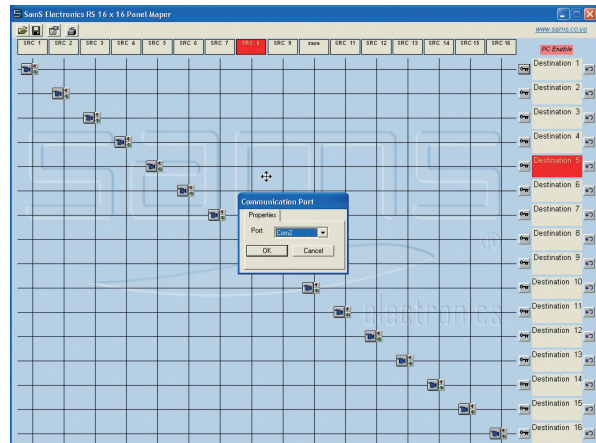 SamS Electronics RS 16 x 16 Panel Maper
www.sams.co.yu
SRC 1 SRC 2 SRC 3 SRC 4 SRC 5 SRC 6 SRC 7 SRC 8 SRC 9 SRC 11 SRC 12 SRC 13 SRC 14 SRC 15 SRC 16
PC Enable
Destination 1
Destination 2
Destination 3
Destination 4
Destination 5
Destination 6
Destination 7
Destination 8
Destination 9
Destination 10
Destination 11
Destination 12
Destination 13
Destination 14
Destination 15
Destination 16
sams
®
electronics
Communication Port
Properties
Port: Com2
OK Cancel